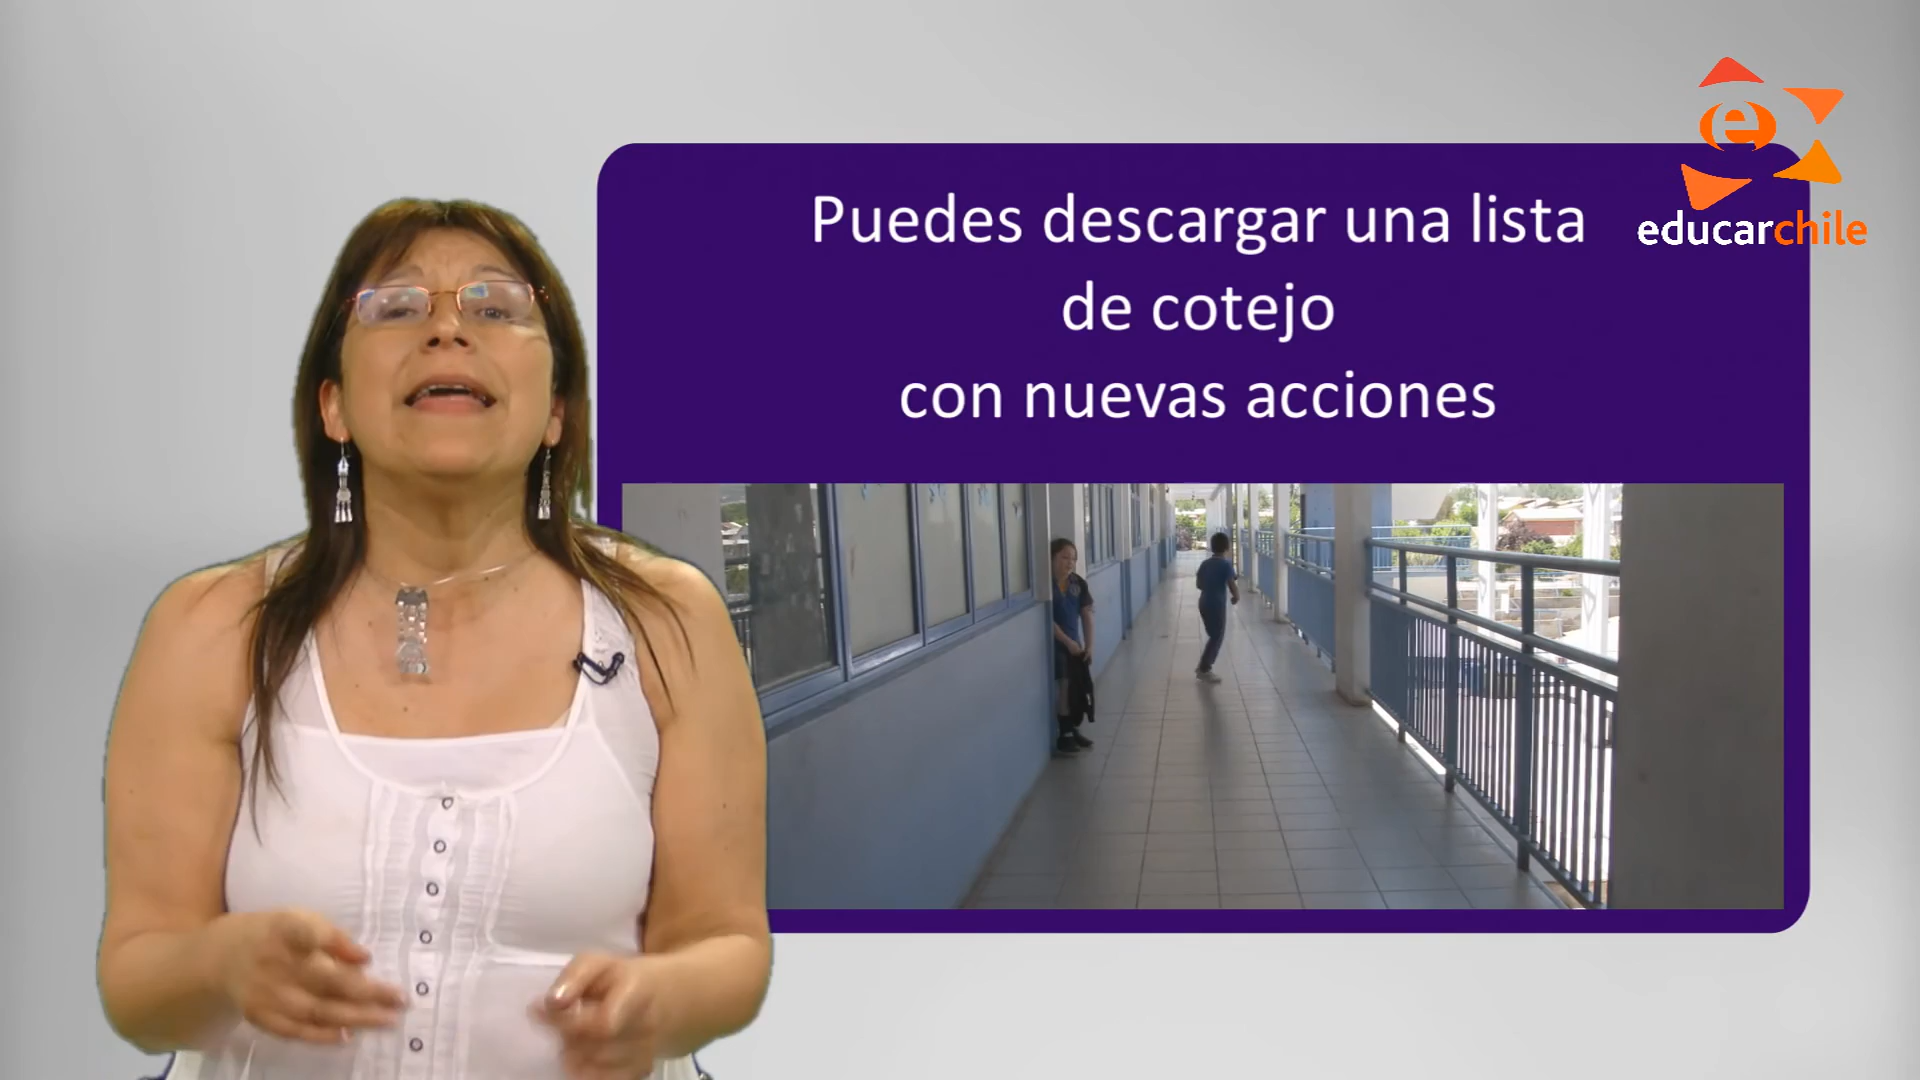 Puedes descargar una lista
de cotejo
con nuevas acciones
e
educarchile